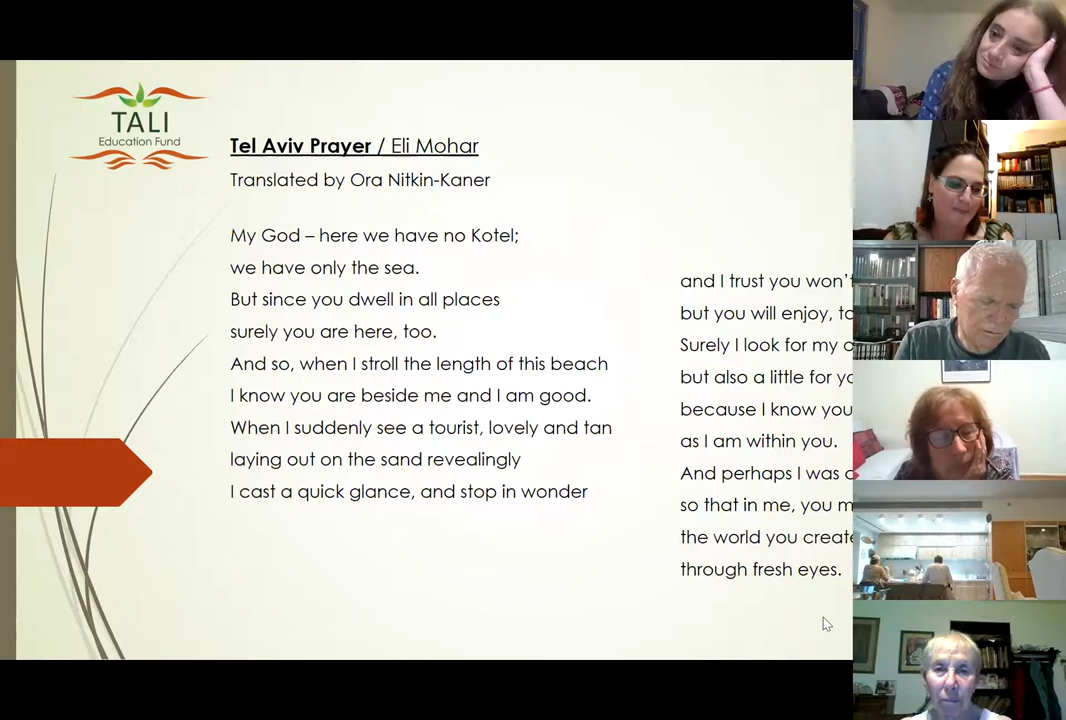 TALI
Education Fund
Tel Aviv Prayer / Eli Mohar
Translated by Ora Nitkin-Kaner
My God – here we have no Kotel;
we have only the sea.
But since you dwell in all places
surely you are here, too.
And so, when I stroll the length of this beach
I know you are beside me and I am good.
When I suddenly see a tourist, lovely and tan
laying out on the sand revealingly
I cast a quick glance, and stop in wonder
and I trust you won't
but you will enjoy,
Surely I look for my
but also a little for
because I know you
as I am within you.
And perhaps I was
so that in me, you
the world you create
through fresh eyes.